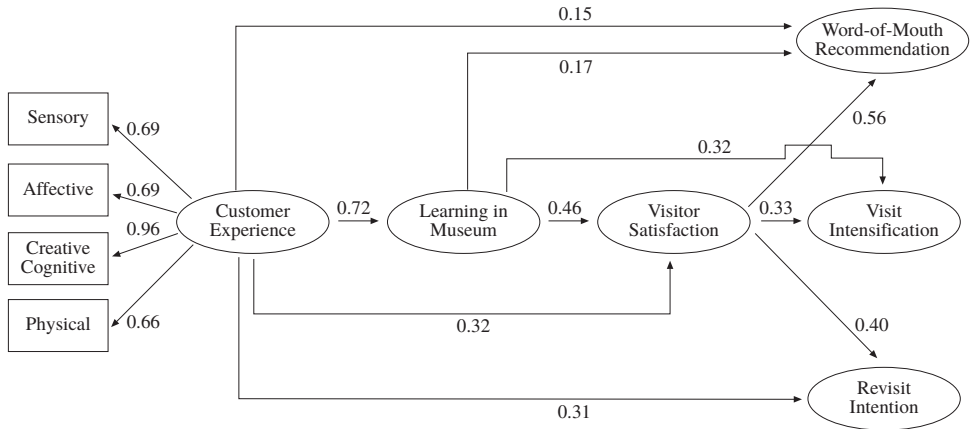 0.15
Word-of-Mouth
Recommendation
0.17
Sensory
0.69
0.56
0.32
Affective
0.69
Customer
Experience
0.72
Learning in
Museum
0.46
Visitor
Satisfaction
0.33
Visit
Intensification
0.96
Creative
Cognitive
Physical
0.66
0.32
0.40
Revisit
Intention
0.31